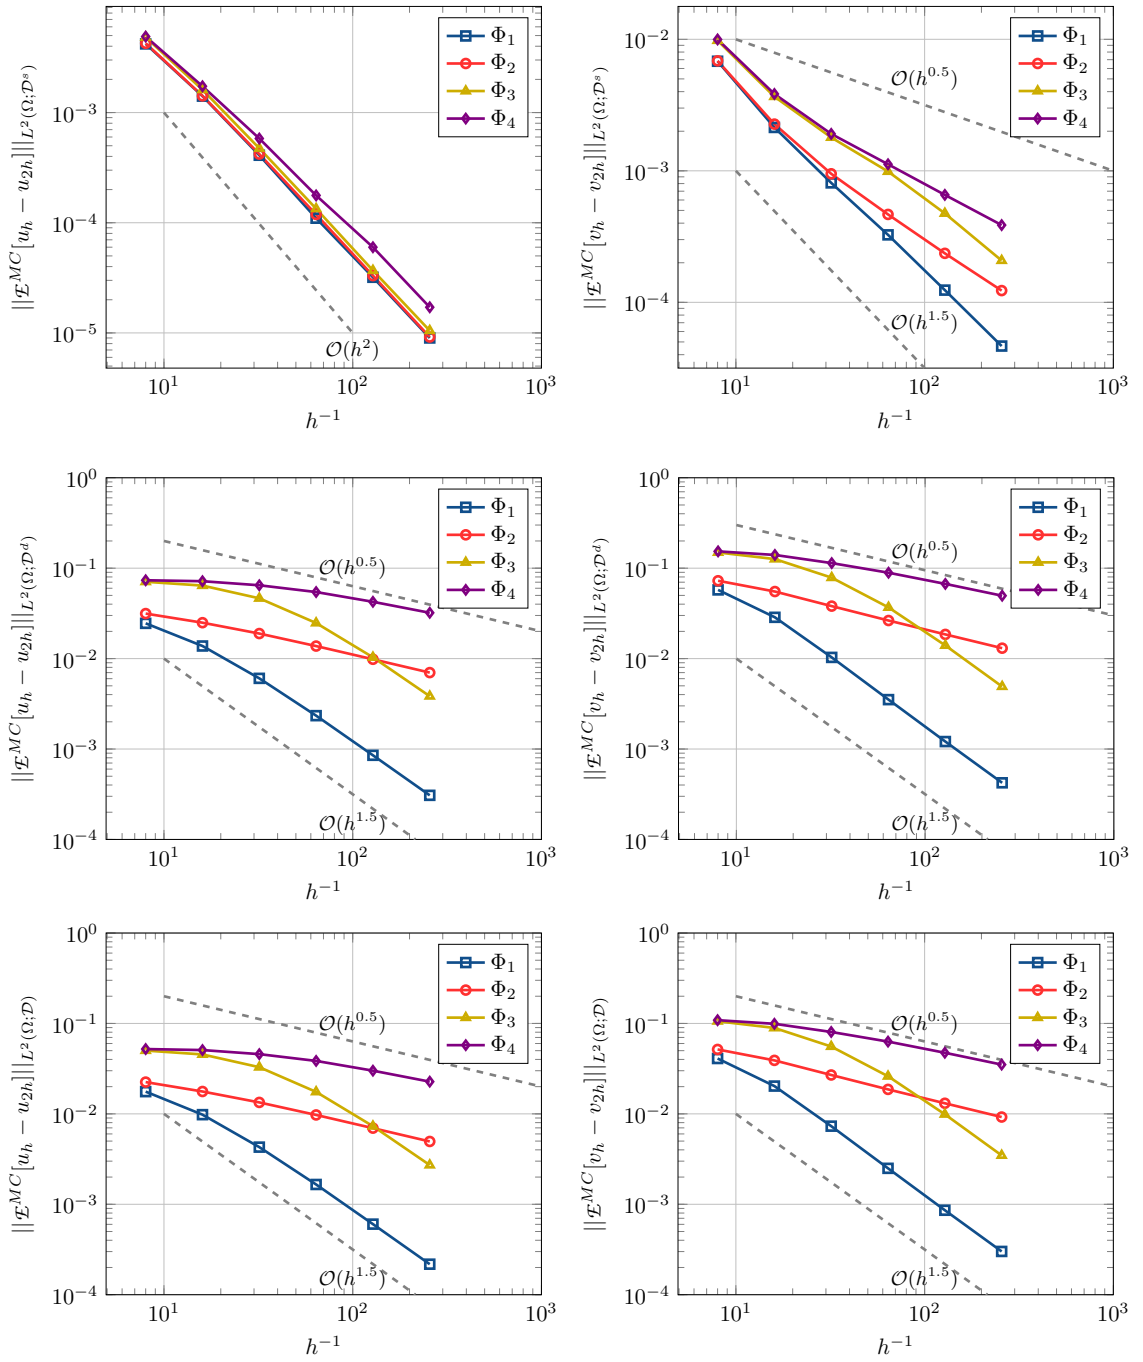 ||ℰ^{MC}[u_h − u_{2h}]||_{L^2(Ω;𝒟^s)}
10^{−3}
10^{−4}
10^{−5}
Φ_1
Φ_2
Φ_3
Φ_4
𝒪(h^2)
10^1
10^2
10^3
h^{−1}
||ℰ^{MC}[v_h − v_{2h}]||_{L^2(Ω;𝒟^s)}
10^{−2}
10^{−3}
10^{−4}
Φ_1
Φ_2
Φ_3
Φ_4
𝒪(h^{0.5})
𝒪(h^{1.5})
10^1
10^2
10^3
h^{−1}
||ℰ^{MC}[u_h − u_{2h}]||_{L^2(Ω;𝒟^d)}
10^0
10^{−1}
10^{−2}
10^{−3}
10^{−4}
Φ_1
Φ_2
Φ_3
Φ_4
𝒪(h^{0.5})
𝒪(h^{1.5})
10^1
10^2
10^3
h^{−1}
||ℰ^{MC}[v_h − v_{2h}]||_{L^2(Ω;𝒟^d)}
10^0
10^{−1}
10^{−2}
10^{−3}
10^{−4}
Φ_1
Φ_2
Φ_3
Φ_4
𝒪(h^{0.5})
𝒪(h^{1.5})
10^1
10^2
10^3
h^{−1}
||ℰ^{MC}[u_h − u_{2h}]||_{L^2(Ω;𝒟)}
10^0
10^{−1}
10^{−2}
10^{−3}
10^{−4}
Φ_1
Φ_2
Φ_3
Φ_4
𝒪(h^{0.5})
𝒪(h^{1.5})
10^1
10^2
10^3
h^{−1}
||ℰ^{MC}[v_h − v_{2h}]||_{L^2(Ω;𝒟)}
10^0
10^{−1}
10^{−2}
10^{−3}
10^{−4}
Φ_1
Φ_2
Φ_3
Φ_4
𝒪(h^{0.5})
𝒪(h^{1.5})
10^1
10^2
10^3
h^{−1}